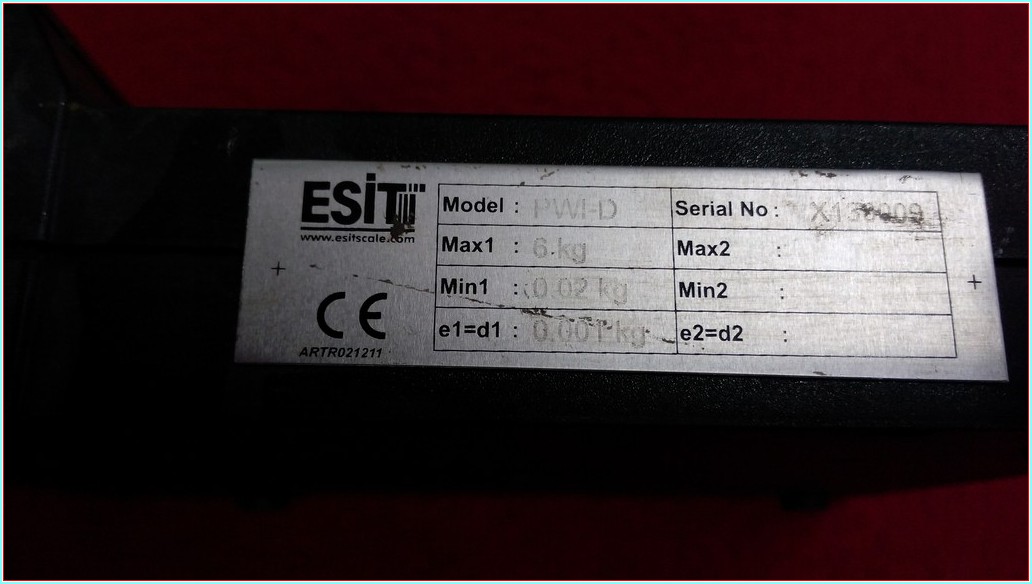 ESİT
www.esitscale.com
CE
ARTR021211
Model : PWI-D
Serial No :
Max1 : 6 kg
Max2 :
Min1 : 0.02 kg
Min2 :
e1=d1 : 0.001 kg
e2=d2 :